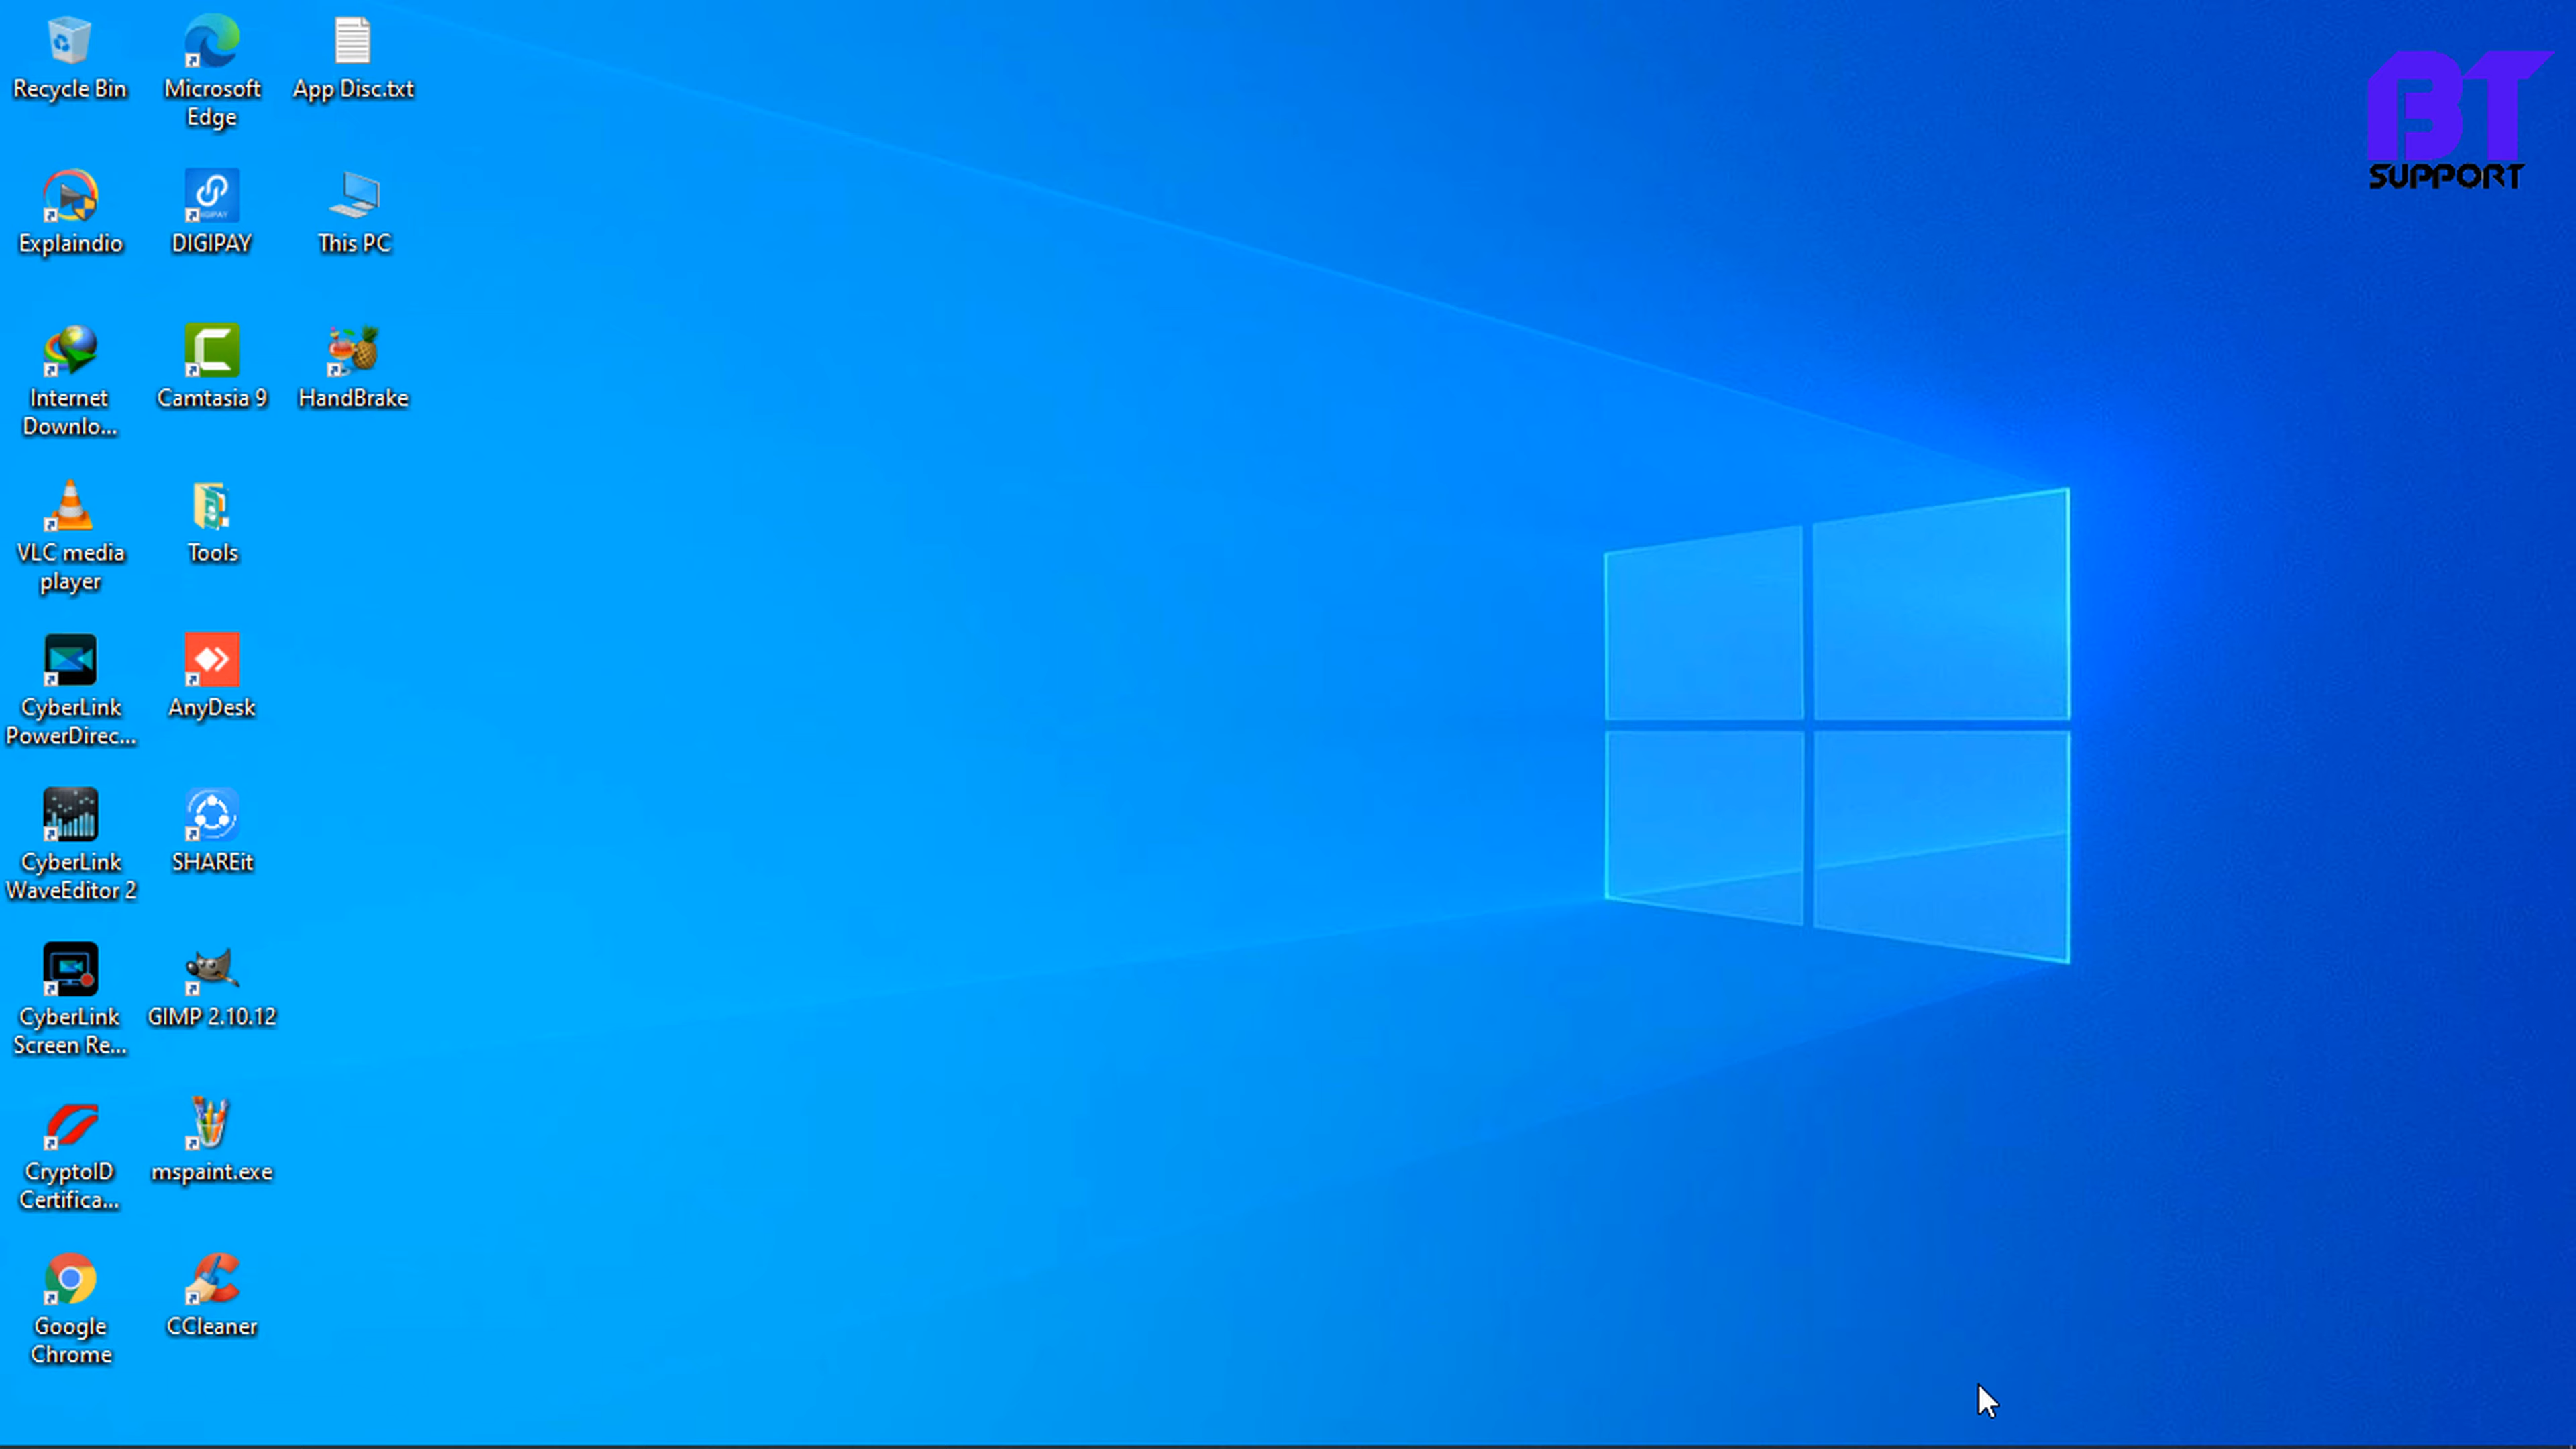 Recycle Bin
Microsoft
Edge
App Disc.txt
BT
SUPPORT
Explaindio
DIGIPAY
DIGIPAY
This PC
Internet
Downlo...
Camtasia 9
HandBrake
VLC media
player
Tools
CyberLink
PowerDirec...
AnyDesk
CyberLink
WaveEditor 2
SHAREit
CyberLink
Screen Re...
GIMP 2.10.12
CryptoID
Certifica...
mspaint.exe
Google
Chrome
CCleaner